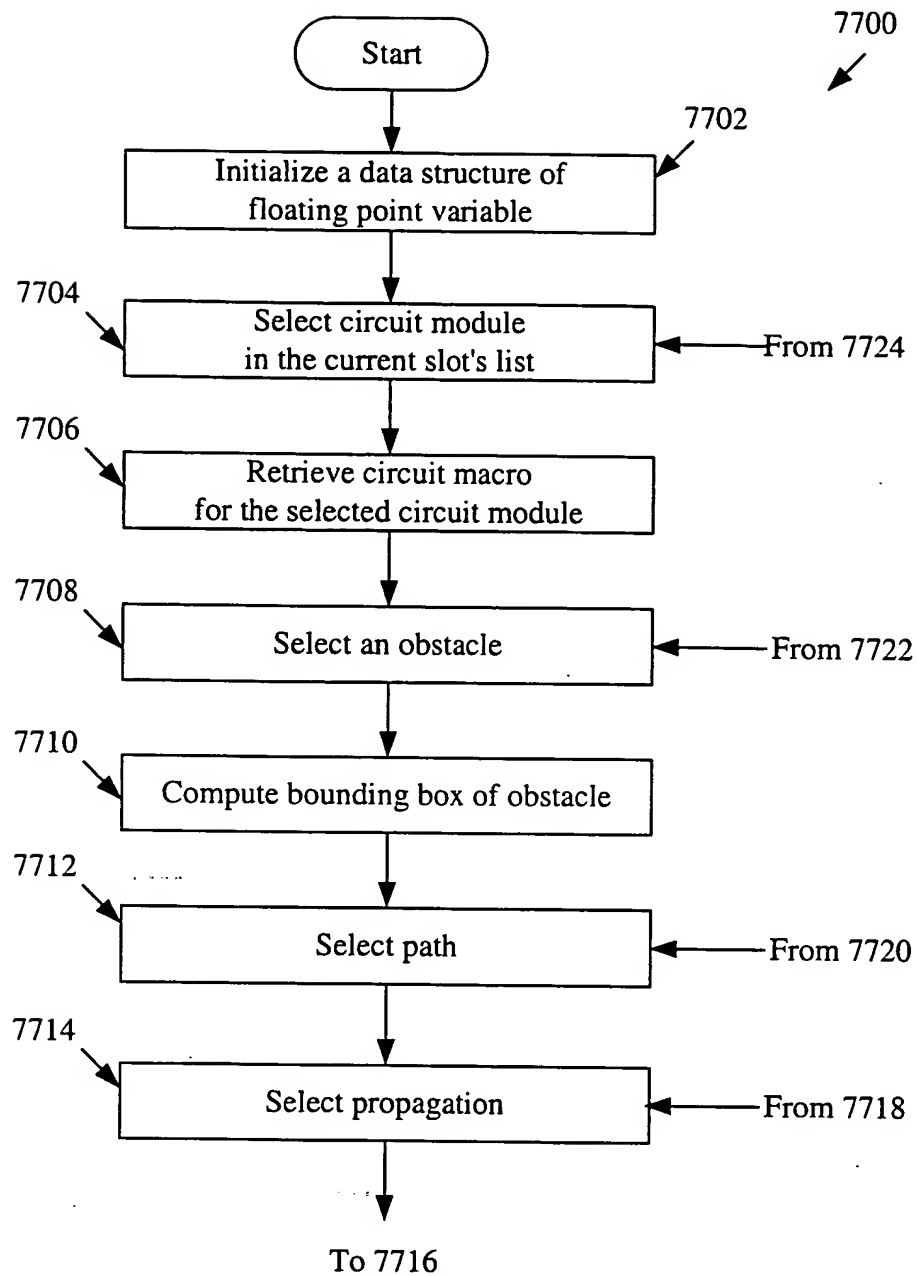 7700
Start
7702
Initialize a data structure of
floating point variable
7704
Select circuit module
in the current slot's list
From 7724
7706
Retrieve circuit macro
for the selected circuit module
7708
Select an obstacle
From 7722
7710
Compute bounding box of obstacle
7712
Select path
From 7720
7714
Select propagation
From 7718
To 7716